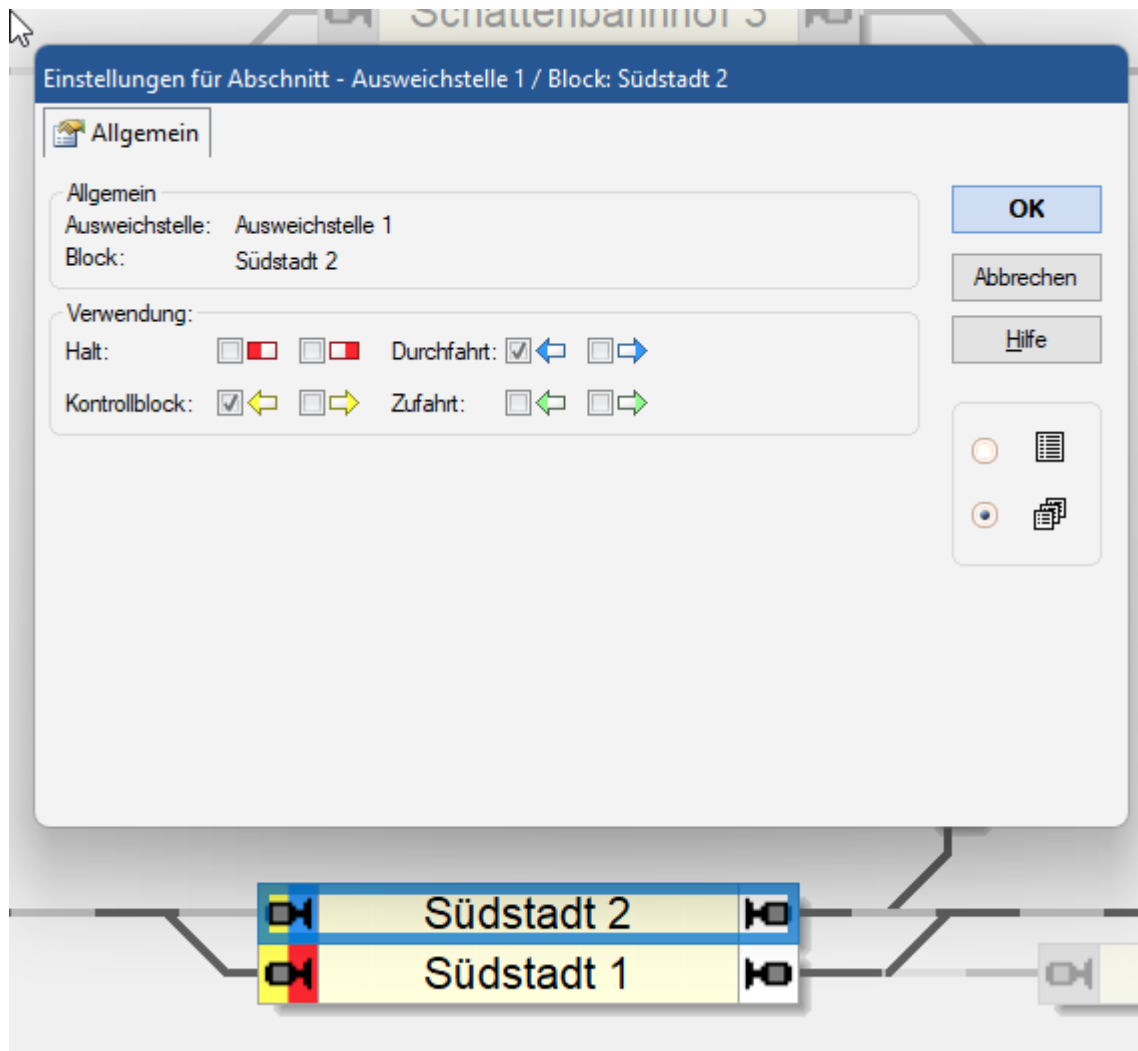 Schattenbahnhof 3
Einstellungen für Abschnitt - Ausweichstelle 1 / Block: Südstadt 2
Allgemein
Allgemein
Ausweichstelle: Ausweichstelle 1
Block: Südstadt 2
Verwendung:
Halt: Durchfahrt:
Kontrollblock: Zufahrt:
OK
Abbrechen
Hilfe
Südstadt 2
Südstadt 1